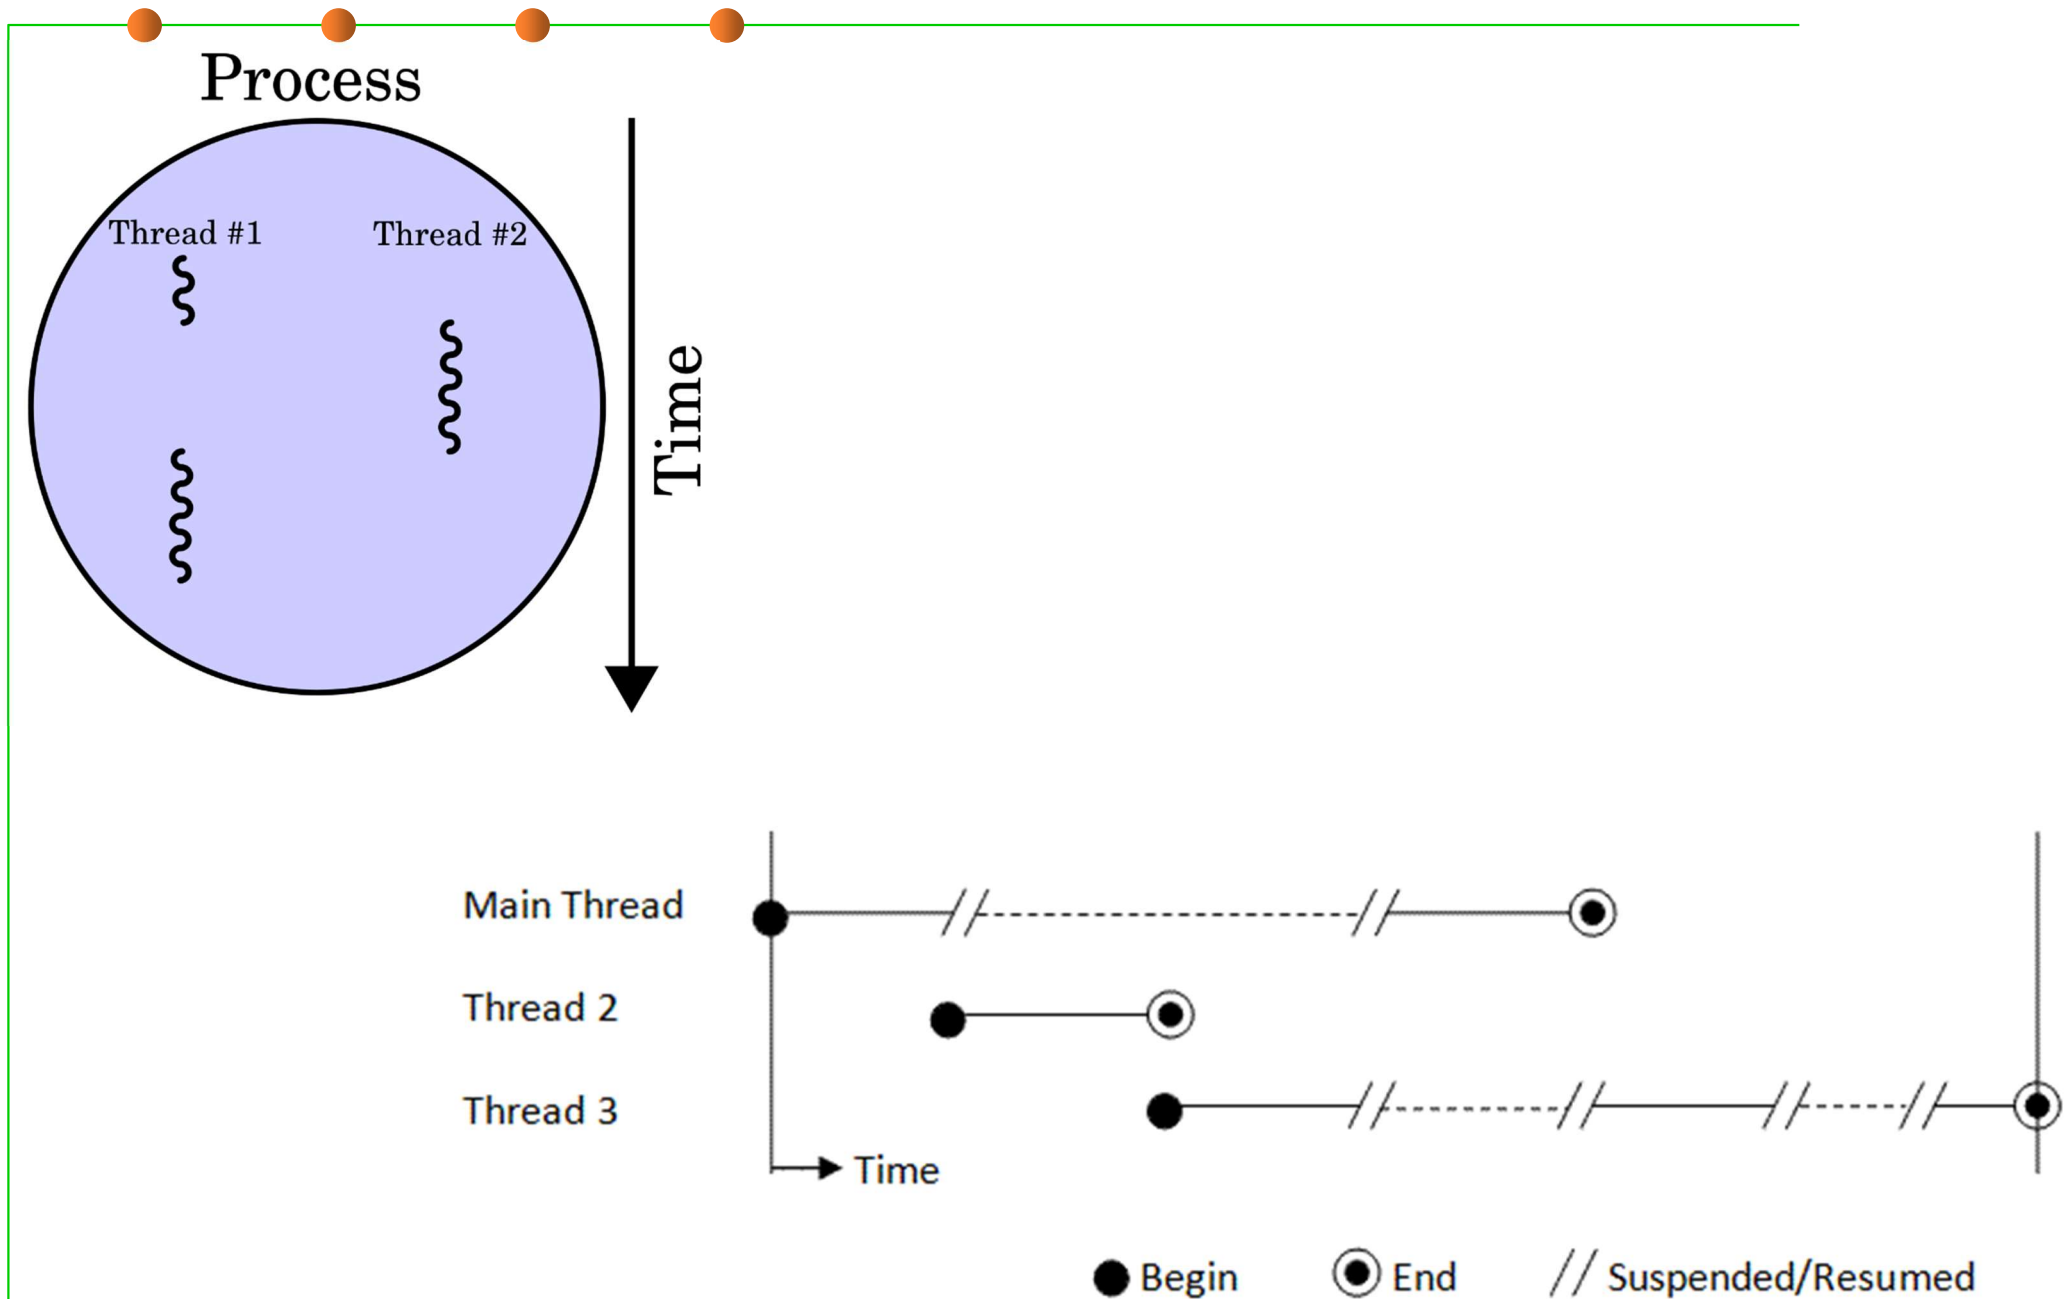 Process
Thread #1
Thread #2
Time
Main Thread
Thread 2
Thread 3
Time
Begin
End
Suspended/Resumed